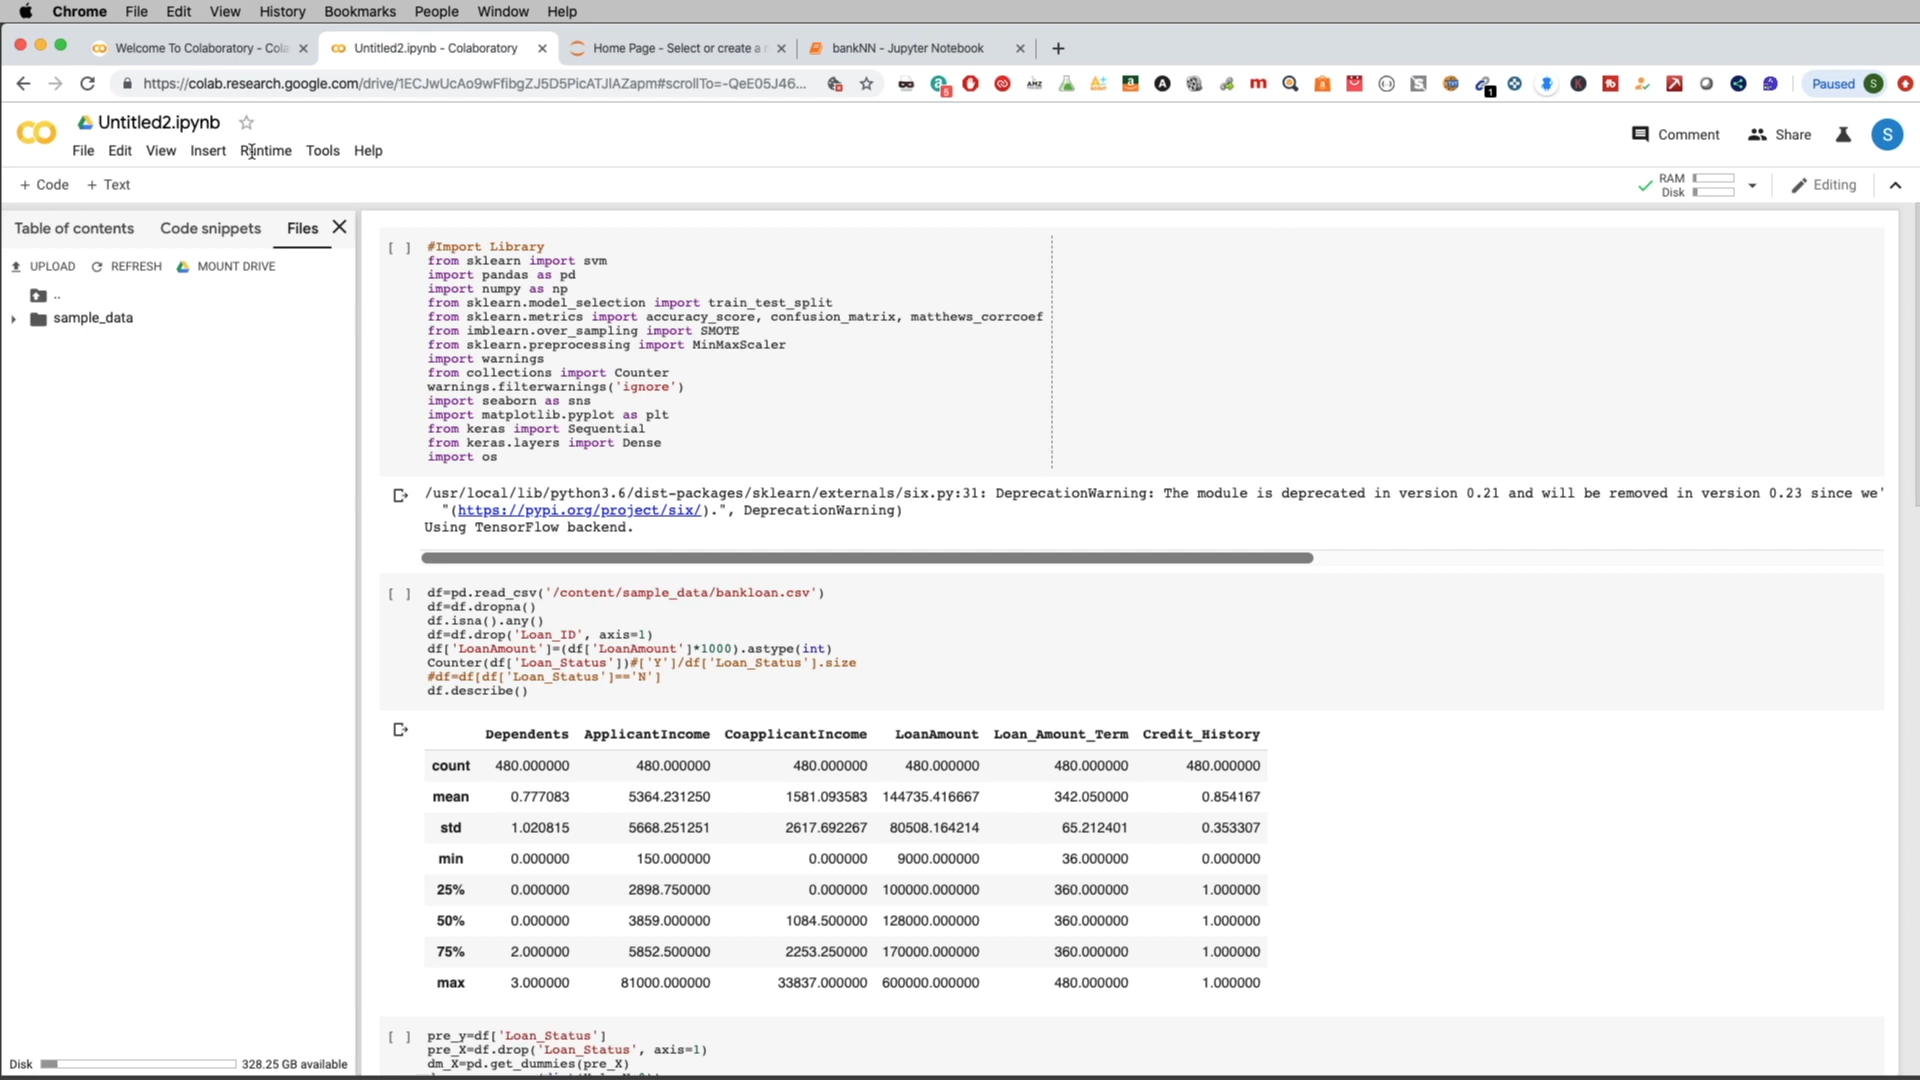 Chrome File Edit View History Bookmarks People Window Help
Welcome To Colaboratory - Cola
Untitled2.ipynb - Colaboratory
Home Page - Select or create a n
bankNN - Jupyter Notebook
https://colab.research.google.com/drive/1ECJwUcAo9wFfibgZJ5D5PicATJIAZapm#scrollTo=-QeE05J46...
Paused S
Untitled2.ipynb
File Edit View Insert Runtime Tools Help
Comment Share S
+ Code + Text
RAM
Disk
Editing
Table of contents Code snippets Files
UPLOAD REFRESH MOUNT DRIVE
..
sample_data
[ ] #Import Library
from sklearn import svm
import pandas as pd
import numpy as np
from sklearn.model_selection import train_test_split
from sklearn.metrics import accuracy_score, confusion_matrix, matthews_corrcoef
from imblearn.over_sampling import SMOTE
from sklearn.preprocessing import MinMaxScaler
import warnings
from collections import Counter
warnings.filterwarnings('ignore')
import seaborn as sns
import matplotlib.pyplot as plt
from keras import Sequential
from keras.layers import Dense
import os
/usr/local/lib/python3.6/dist-packages/sklearn/externals/six.py:31: DeprecationWarning: The module is deprecated in version 0.21 and will be removed in version 0.23 since we'
"(https://pypi.org/project/six/).", DeprecationWarning)
Using TensorFlow backend.
[ ] df=pd.read_csv('/content/sample_data/bankloan.csv')
df=df.dropna()
df.isna().any()
df=df.drop('Loan_ID', axis=1)
df['LoanAmount']=(df['LoanAmount']*1000).astype(int)
Counter(df['Loan_Status'])#['Y']/df['Loan_Status'].size
#df=df[df['Loan_Status']=='N']
df.describe()
Dependents ApplicantIncome CoapplicantIncome LoanAmount Loan_Amount_Term Credit_History
count 480.000000 480.000000 480.000000 480.000000 480.000000 480.000000
mean 0.777083 5364.231250 1581.093583 144735.416667 342.050000 0.854167
std 1.020815 5668.251251 2617.692267 80508.164214 65.212401 0.353307
min 0.000000 150.000000 0.000000 9000.000000 36.000000 0.000000
25% 0.000000 2898.750000 0.000000 100000.000000 360.000000 1.000000
50% 0.000000 3859.000000 1084.500000 128000.000000 360.000000 1.000000
75% 2.000000 5852.500000 2253.250000 170000.000000 360.000000 1.000000
max 3.000000 81000.000000 33837.000000 600000.000000 480.000000 1.000000
[ ] pre_y=df['Loan_Status']
pre_X=df.drop('Loan_Status', axis=1)
dm_X=pd.get_dummies(pre_X)
Disk 328.25 GB available